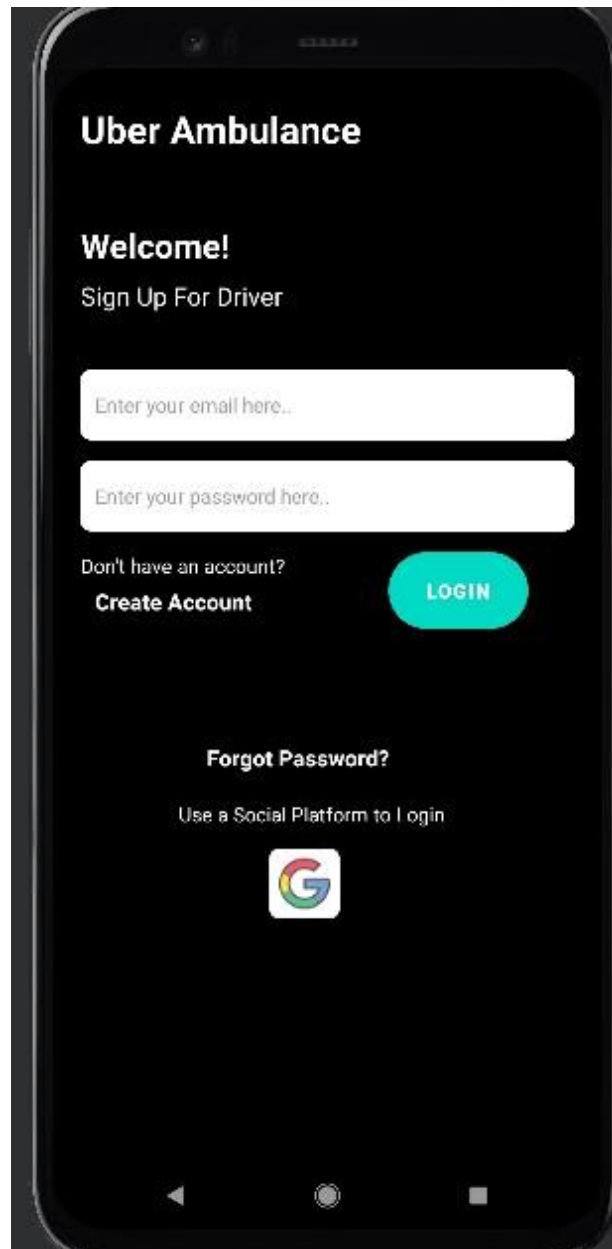 Uber Ambulance
Welcome!
Sign Up For Driver
Enter your email here..
Enter your password here..
Don't have an account?
Create Account
LOGIN
Forgot Password?
Use a Social Platform to Login
G